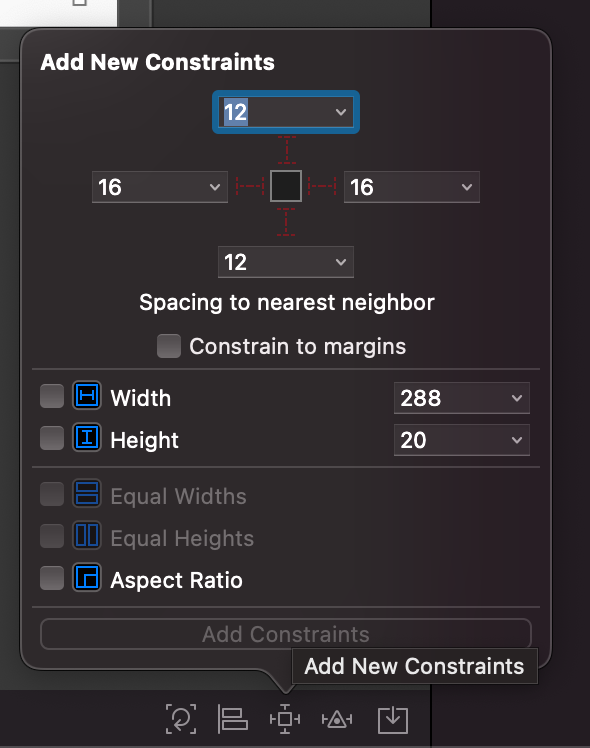 Add New Constraints
12
16 16
12
Spacing to nearest neighbor
Constrain to margins
Width 288
Height 20
Equal Widths
Equal Heights
Aspect Ratio
Add Constraints
Add New Constraints